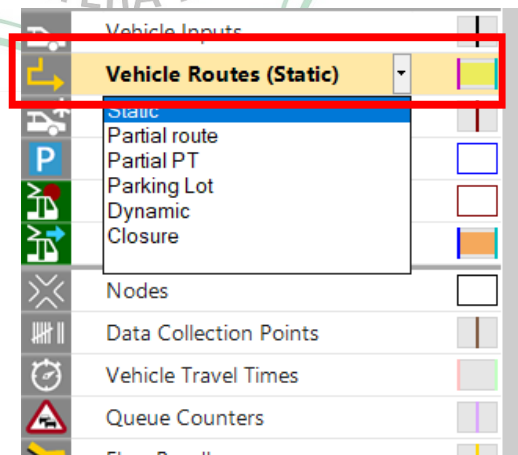 Vehicle Inputs
Vehicle Routes (Static)
Static
Partial route
Partial PT
Parking Lot
Dynamic
Closure
P
Nodes
Data Collection Points
Vehicle Travel Times
Queue Counters